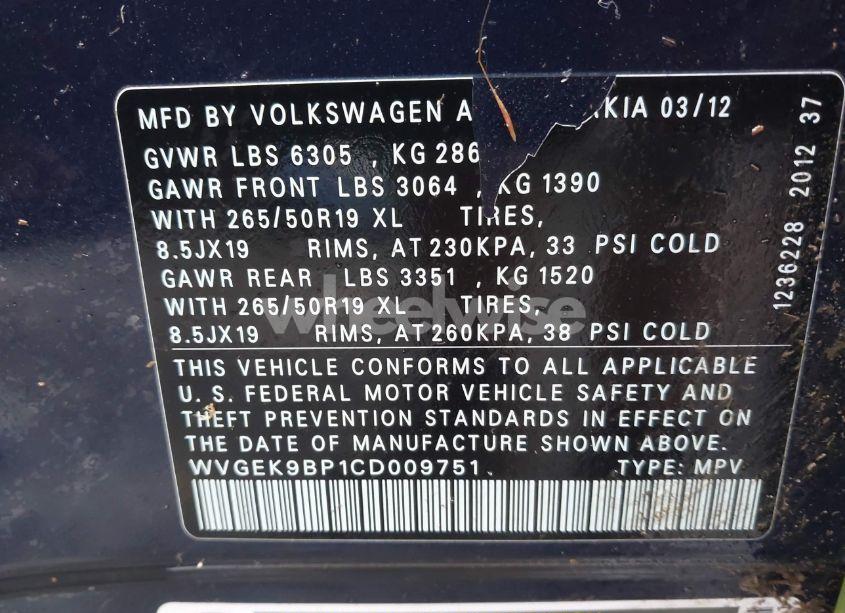 MFD BY VOLKSWAGEN A KIA 03/12
GVWR LBS 6305 , KG 286
GAWR FRONT LBS 3064 , KG 1390
WITH 265/50R19 XL TIRES,
8.5JX19 RIMS, AT 230KPA, 33 PSI COLD
GAWR REAR LBS 3351 , KG 1520
WITH 265/50R19 XL TIRES,
8.5JX19 RIMS, AT 260KPA, 38 PSI COLD
THIS VEHICLE CONFORMS TO ALL APPLICABLE
U. S. FEDERAL MOTOR VEHICLE SAFETY AND
THEFT PREVENTION STANDARDS IN EFFECT ON
THE DATE OF MANUFACTURE SHOWN ABOVE.
WVGEK9BP1CD009751 TYPE: MPV
1236228 2012 37
wheelwise